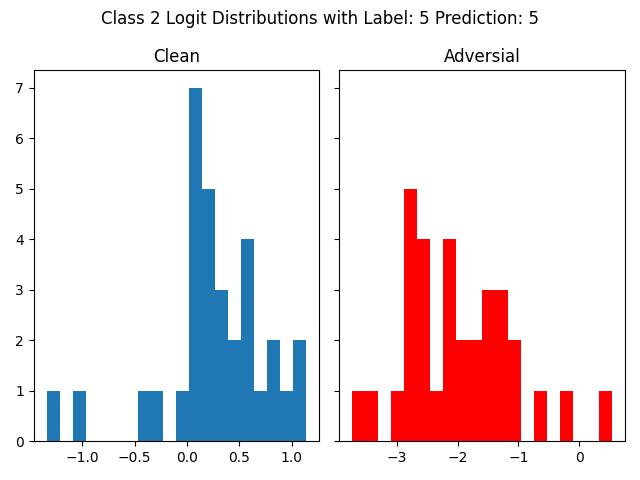 Class 2 Logit Distributions with Label: 5 Prediction: 5
Clean
Adversial
7
6
5
4
3
2
1
0
−1.0 −0.5 0.0 0.5 1.0
−3 −2 −1 0